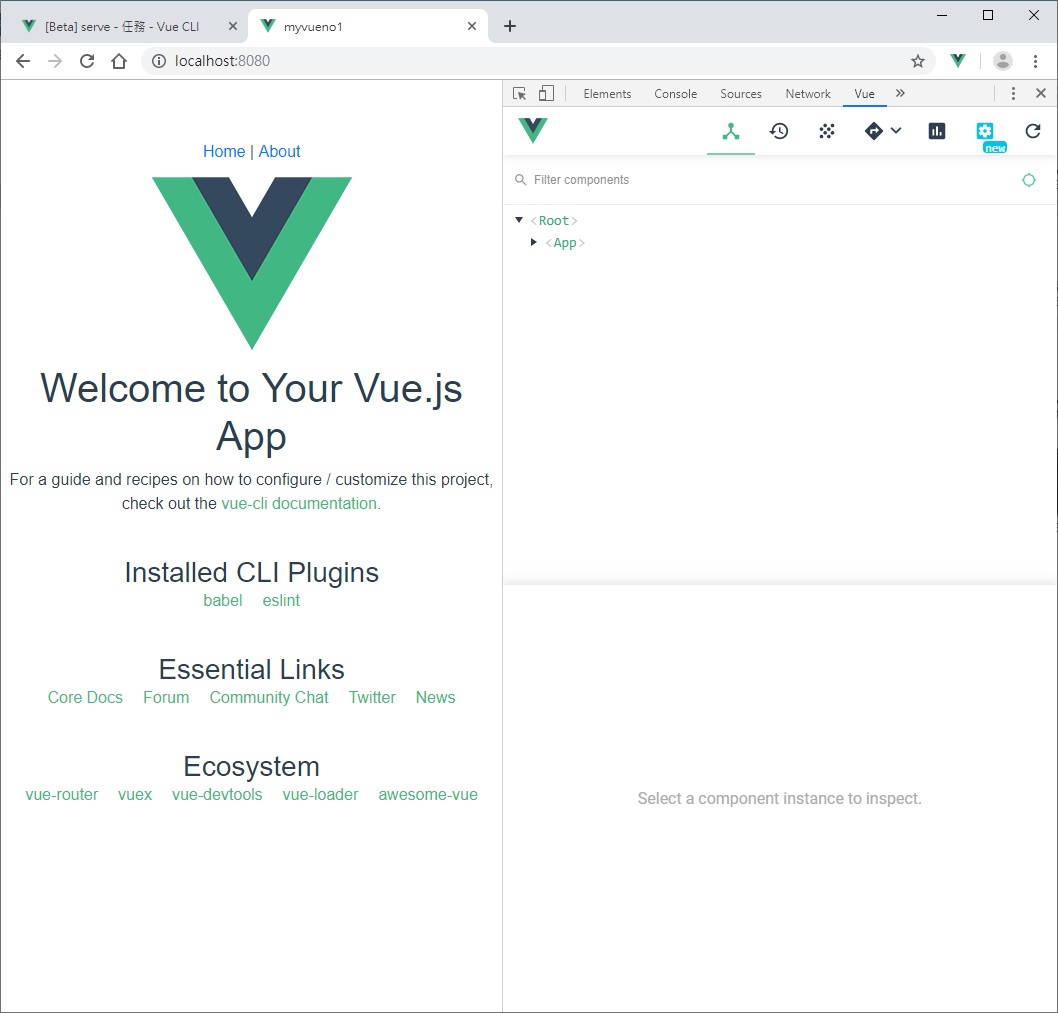 [Beta] serve - 任務 - Vue CLI
myvueno1
localhost:8080
Home | About
Welcome to Your Vue.js
App
For a guide and recipes on how to configure / customize this project,
check out the vue-cli documentation.
Installed CLI Plugins
babel eslint
Essential Links
Core Docs Forum Community Chat Twitter News
Ecosystem
vue-router vuex vue-devtools vue-loader awesome-vue
Elements Console Sources Network Vue »
new
Filter components
<Root>
<App>
Select a component instance to inspect.